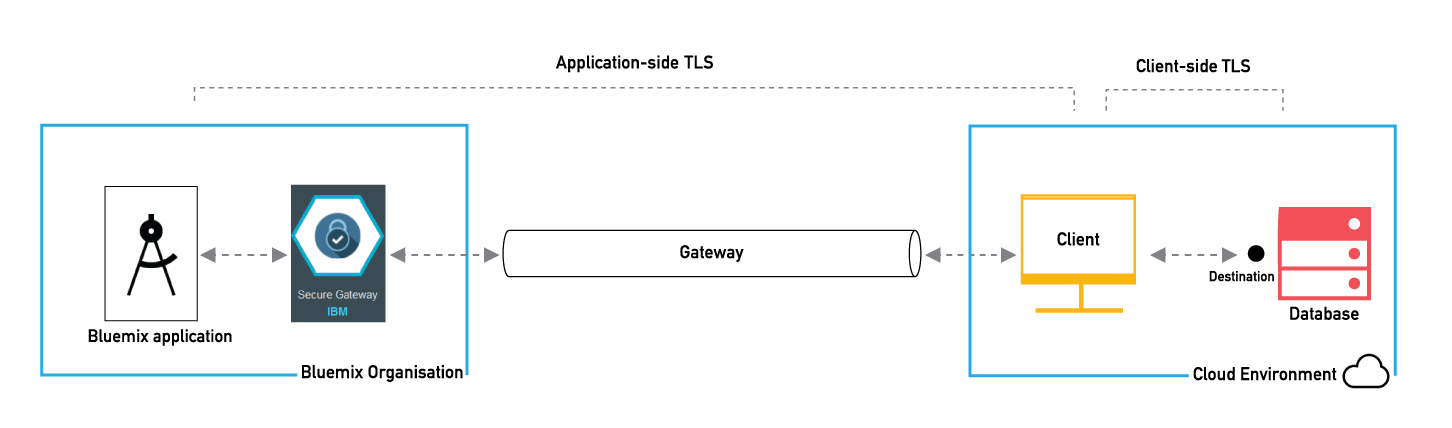 Application-side TLS
Client-side TLS
Gateway
Client
Destination
Secure Gateway
IBM
Database
Bluemix application
Bluemix Organisation
Cloud Environment